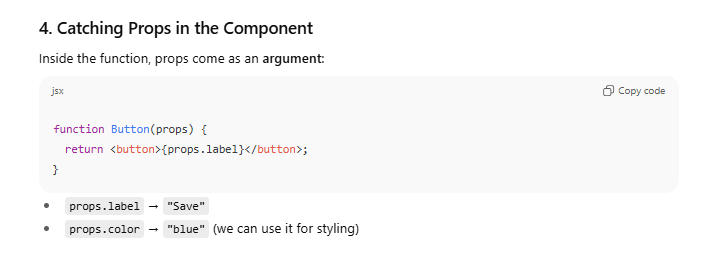 4. Catching Props in the Component
Inside the function, props come as an argument:
jsx
Copy code
function Button(props) {
  return <button>{props.label}</button>;
}
• props.label → "Save"
• props.color → "blue" (we can use it for styling)